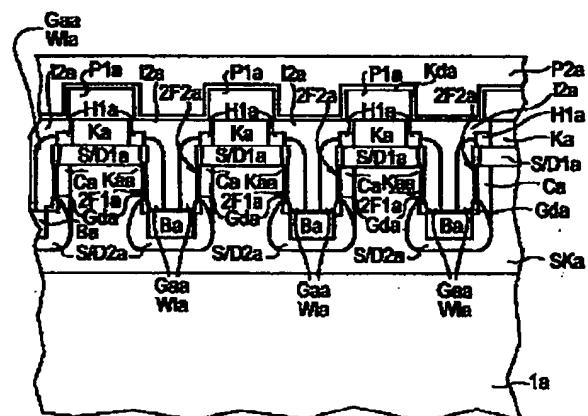 Gaa
Wla
I2a P1a I2a 2F2a P1a I2a P1a Kda 2F2a P2a
I2a
H1a H1a H1a H1a
Ka Ka Ka Ka
S/D1a S/D1a S/D1a S/D1a
Ca Kaa Ca Kaa Ca Kaa Ca
2F1a 2F1a 2F1a
Gda Gda Gda Gda
Ba Ba Ba Ba
S/D2a S/D2a S/D2a
SKa
Gaa Gaa Gaa
Wla Wla Wla
1a